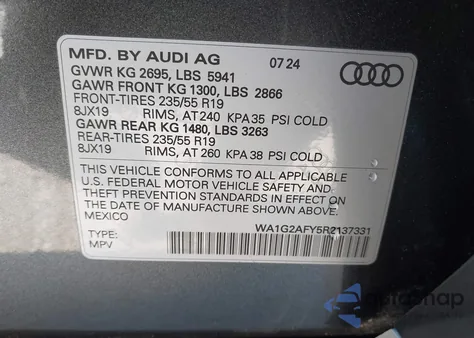 MFD. BY AUDI AG 07 24
GVWR KG 2695, LBS 5941
GAWR FRONT KG 1300, LBS 2866
FRONT-TIRES 235/55 R19
8JX19 RIMS, AT 240 KPA 35 PSI COLD
GAWR REAR KG 1480, LBS 3263
REAR-TIRES 235/55 R19
8JX19 RIMS, AT 260 KPA 38 PSI COLD
THIS VEHICLE CONFORMS TO ALL APPLICABLE
U.S. FEDERAL MOTOR VEHICLE SAFETY AND
THEFT PREVENTION STANDARDS IN EFFECT ON
THE DATE OF MANUFACTURE SHOWN ABOVE.
MEXICO
WA1G2AFY5R2137331
TYPE:
MPV